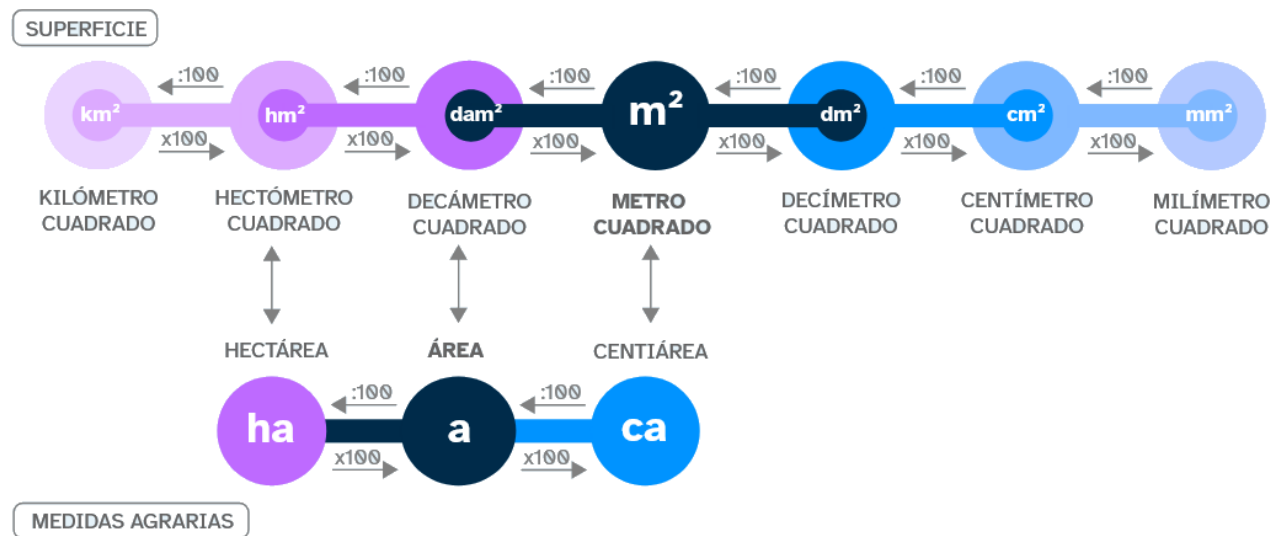 SUPERFICIE
:100 :100 :100 :100 :100 :100
km² hm² dam² m² dm² cm² mm²
x100 x100 x100 x100 x100 x100
KILÓMETRO CUADRADO
HECTÓMETRO CUADRADO
DECÁMETRO CUADRADO
METRO CUADRADO
DECÍMETRO CUADRADO
CENTÍMETRO CUADRADO
MILÍMETRO CUADRADO
HECTÁREA ÁREA CENTIÁREA
:100 :100
ha a ca
x100 x100
MEDIDAS AGRARIAS